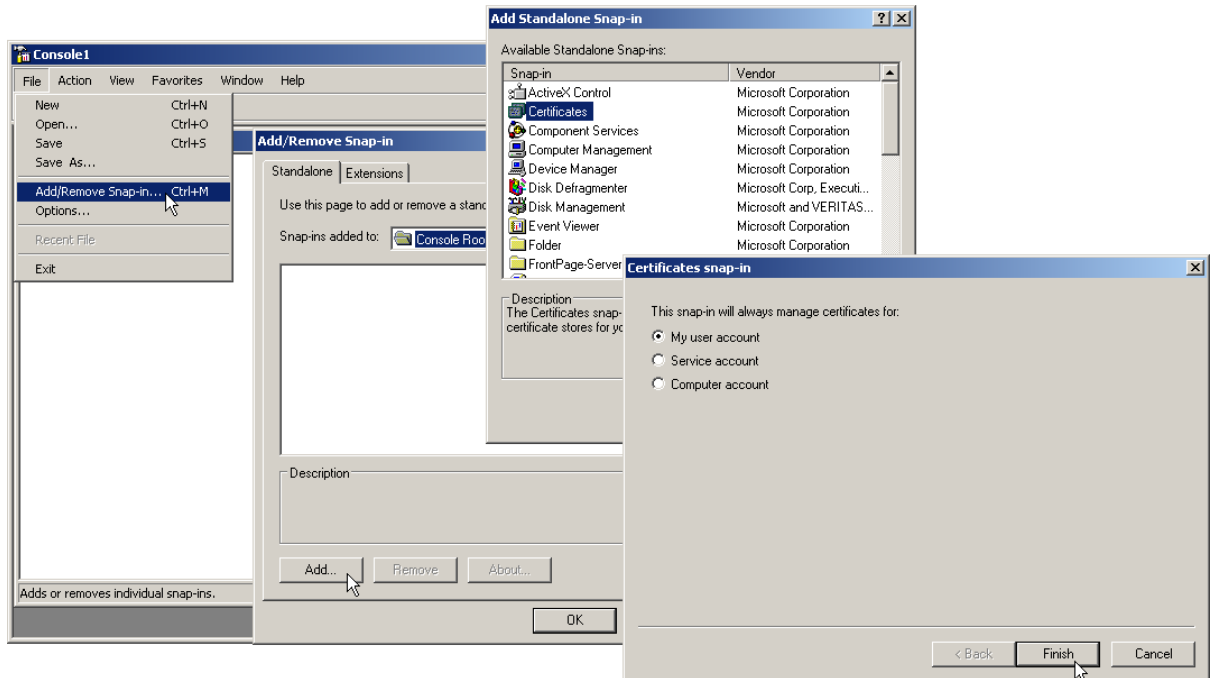 Console1
File Action View Favorites Window Help
New Ctrl+N
Open... Ctrl+O
Save Ctrl+S
Save As...
Add/Remove Snap-in... Ctrl+M
Options...
Recent File
Exit
Adds or removes individual snap-ins.
Add/Remove Snap-in
Standalone Extensions
Use this page to add or remove a stand
Snap-ins added to: Console Roo
Description
Add... Remove About...
OK
Add Standalone Snap-in
Available Standalone Snap-ins:
Snap-in Vendor
ActiveX Control Microsoft Corporation
Certificates Microsoft Corporation
Component Services Microsoft Corporation
Computer Management Microsoft Corporation
Device Manager Microsoft Corporation
Disk Defragmenter Microsoft Corp, Executi...
Disk Management Microsoft and VERITAS...
Event Viewer Microsoft Corporation
Folder Microsoft Corporation
FrontPage-Server
Description
The Certificates snap-
certificate stores for yo
Certificates snap-in
This snap-in will always manage certificates for:
My user account
Service account
Computer account
< Back Finish Cancel